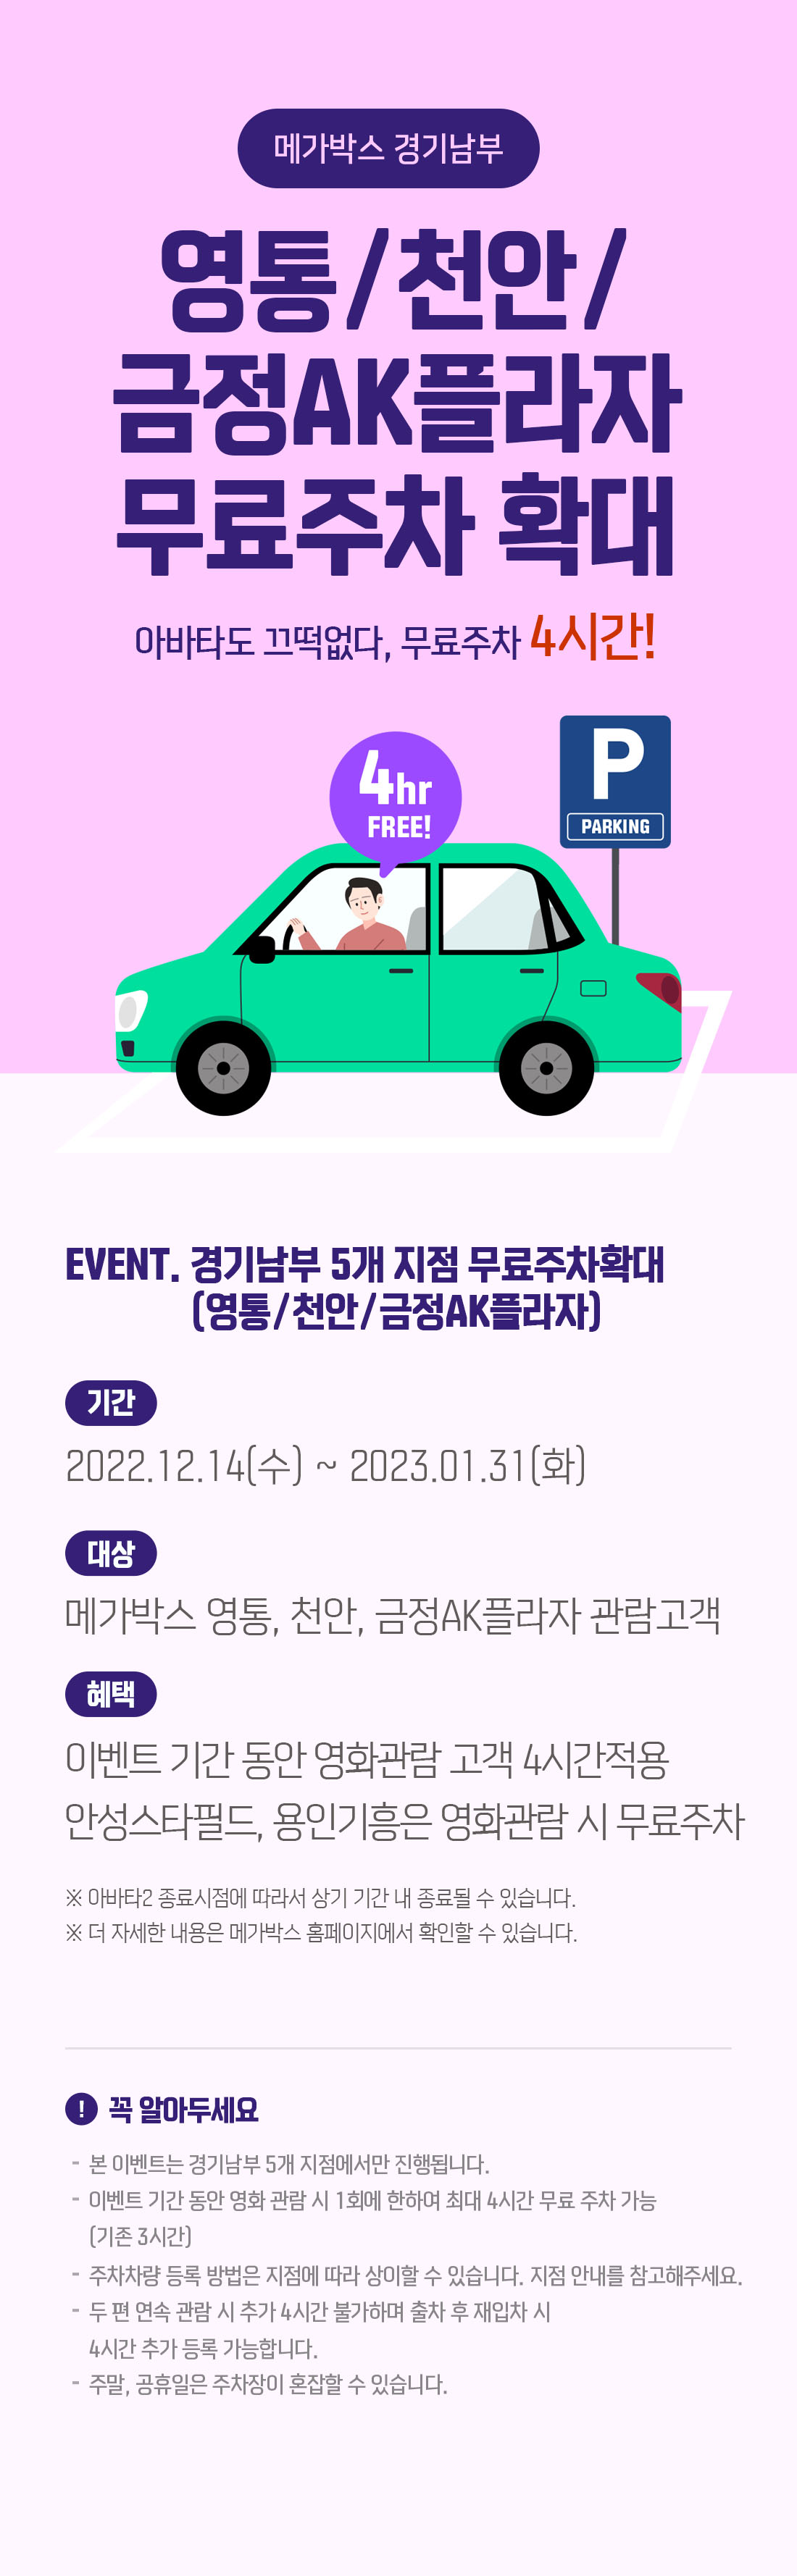 메가박스 경기남부
영통/천안/
금정AK플라자
무료주차 확대
아바타도 끄떡없다, 무료주차 4시간!
4hr
FREE!
P
PARKING
EVENT. 경기남부 5개 지점 무료주차확대
(영통/천안/금정AK플라자)
기간
2022.12.14(수) ~ 2023.01.31(화)
대상
메가박스 영통, 천안, 금정AK플라자 관람고객
혜택
이벤트 기간 동안 영화관람 고객 4시간적용
안성스타필드, 용인기흥은 영화관람 시 무료주차
※ 아바타2 종료시점에 따라서 상기 기간 내 종료될 수 있습니다.
※ 더 자세한 내용은 메가박스 홈페이지에서 확인할 수 있습니다.
! 꼭 알아두세요
- 본 이벤트는 경기남부 5개 지점에서만 진행됩니다.
- 이벤트 기간 동안 영화 관람 시 1회에 한하여 최대 4시간 무료 주차 가능
(기존 3시간)
- 주차차량 등록 방법은 지점에 따라 상이할 수 있습니다. 지점 안내를 참고해주세요.
- 두 편 연속 관람 시 추가 4시간 불가하며 출차 후 재입차 시
4시간 추가 등록 가능합니다.
- 주말, 공휴일은 주차장이 혼잡할 수 있습니다.